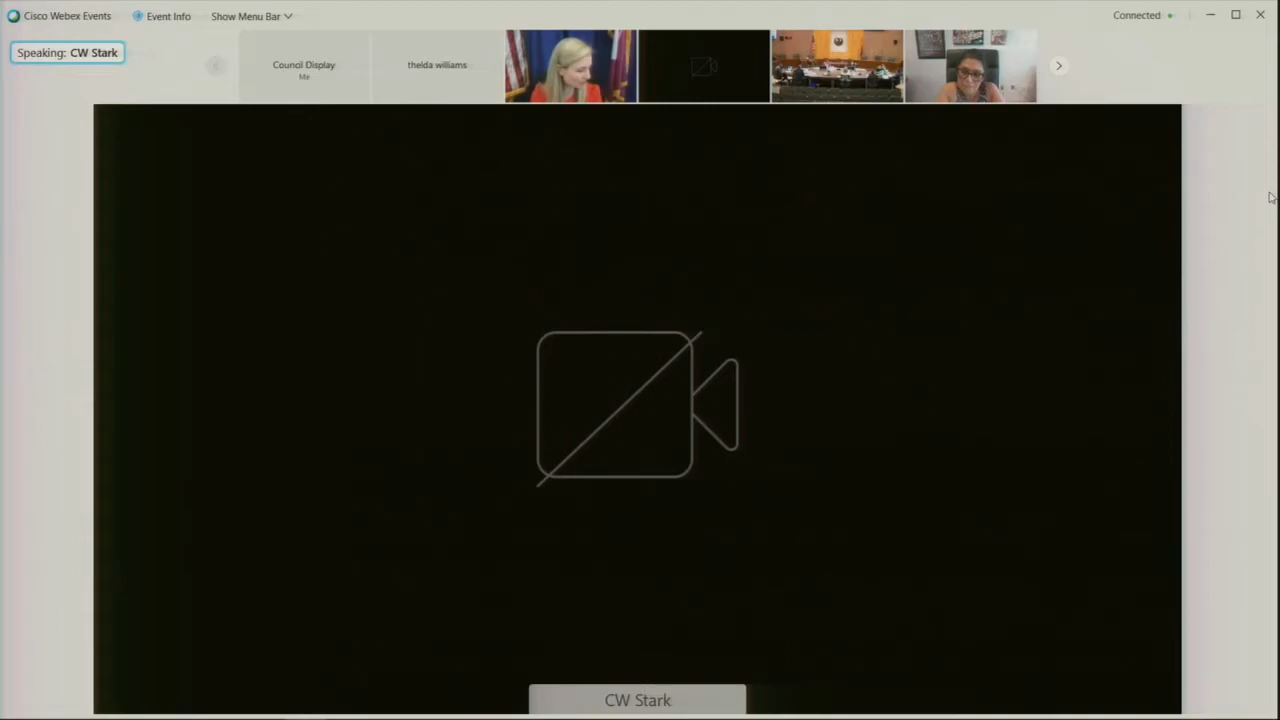 Cisco Webex Events
Event Info
Show Menu Bar
Connected
Speaking: CW Stark
Council Display
Me
thelda williams
CW Stark